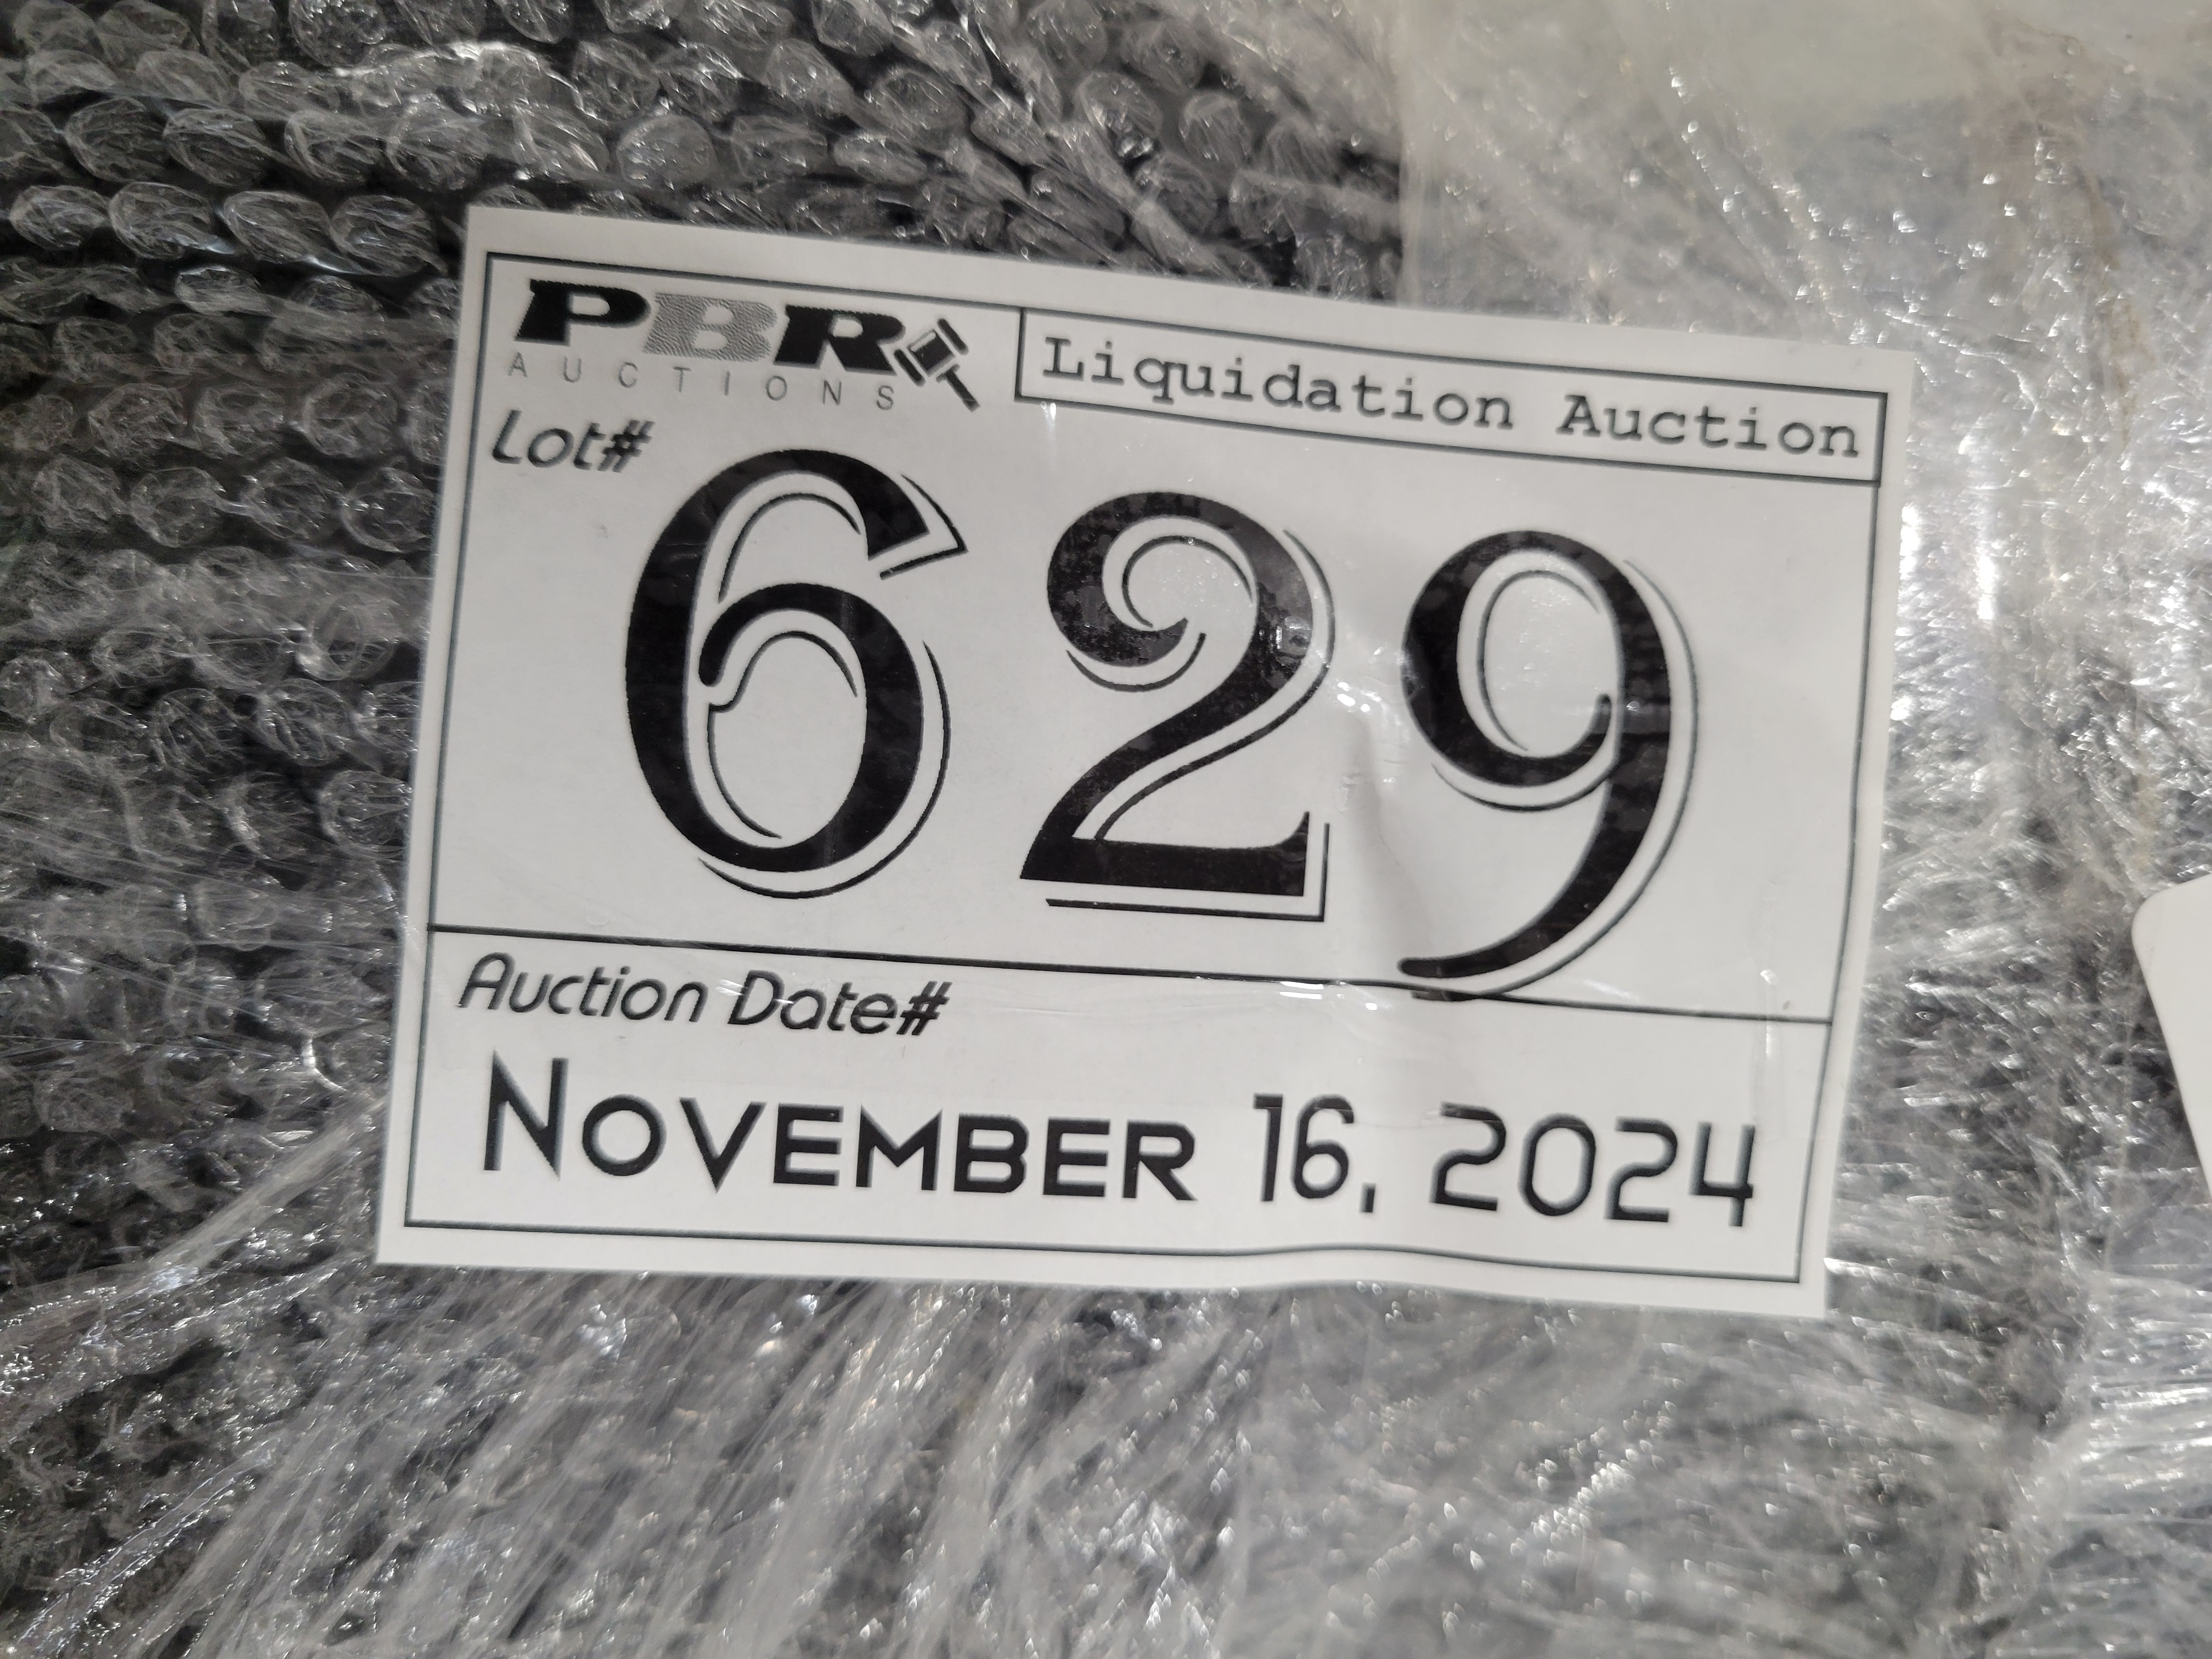 PBR
AUCTIONS
Liquidation Auction
Lot#
629
Auction Date#
NOVEMBER 16, 2024